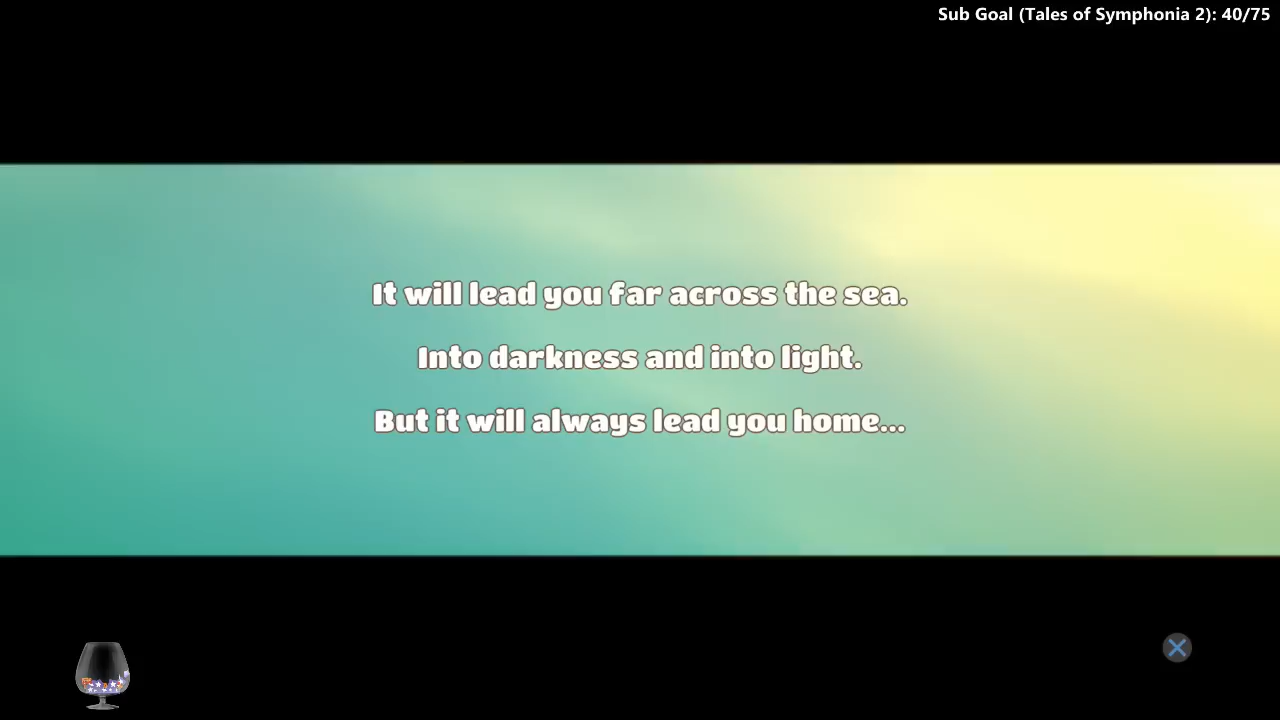 Sub Goal (Tales of Symphonia 2): 40/75
It will lead you far across the sea.
Into darkness and into light.
But it will always lead you home...